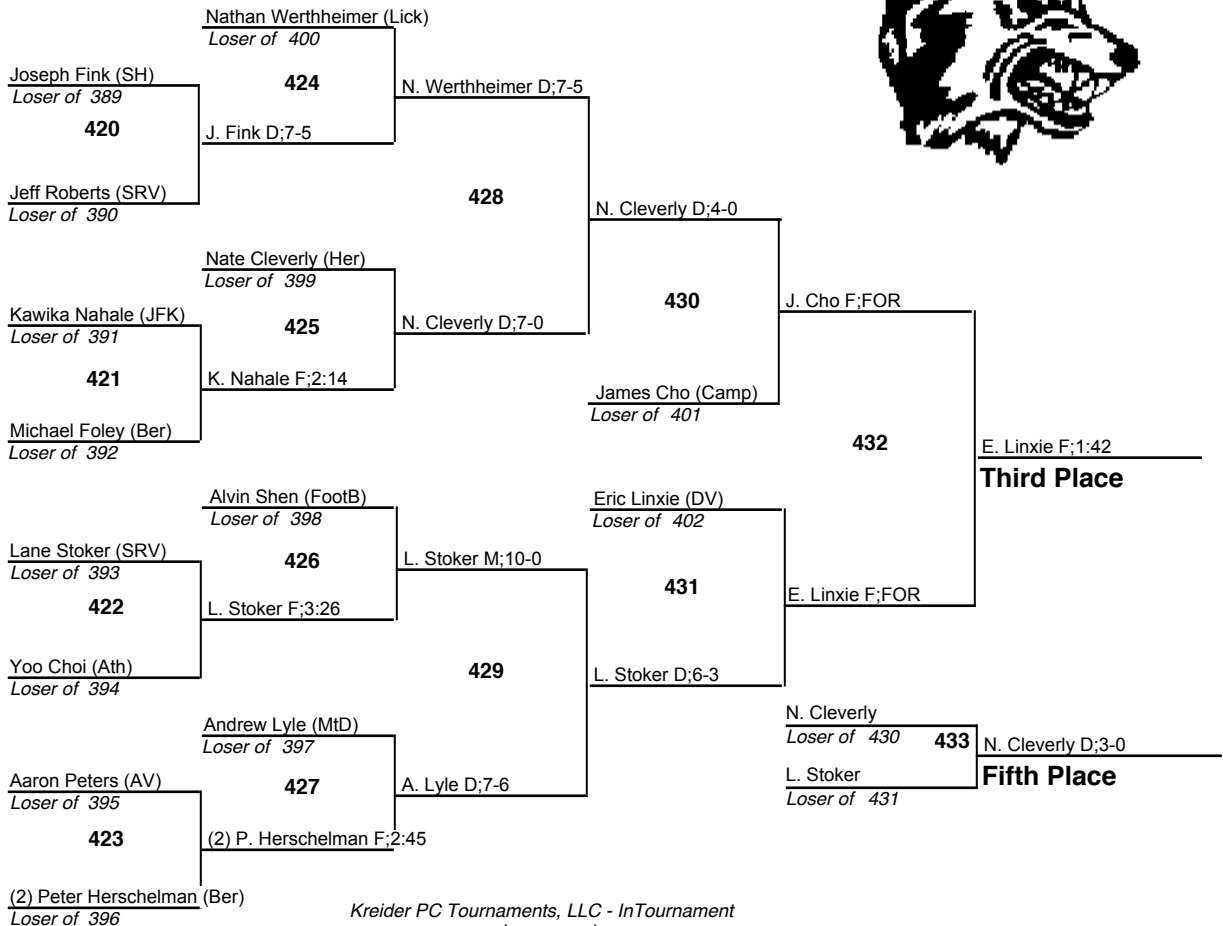 Nathan Werthheimer (Lick)
Loser of 400
Joseph Fink (SH)
Loser of 389
424
N. Werthheimer D;7-5
420
J. Fink D;7-5
Jeff Roberts (SRV)
Loser of 390
428
N. Cleverly D;4-0
Nate Cleverly (Her)
Loser of 399
430
J. Cho F;FOR
Kawika Nahale (JFK)
Loser of 391
425
N. Cleverly D;7-0
421
K. Nahale F;2:14
James Cho (Camp)
Loser of 401
Michael Foley (Ber)
Loser of 392
432
E. Linxie F;1:42
Third Place
Alvin Shen (FootB)
Loser of 398
Eric Linxie (DV)
Loser of 402
Lane Stoker (SRV)
Loser of 393
426
L. Stoker M;10-0
431
E. Linxie F;FOR
422
L. Stoker F;3:26
Yoo Choi (Ath)
Loser of 394
429
L. Stoker D;6-3
Andrew Lyle (MtD)
Loser of 397
N. Cleverly
Loser of 430
433
N. Cleverly D;3-0
Fifth Place
L. Stoker
Loser of 431
Aaron Peters (AV)
Loser of 395
427
A. Lyle D;7-6
423
(2) P. Herschelman F;2:45
(2) Peter Herschelman (Ber)
Loser of 396
Kreider PC Tournaments, LLC - InTournament